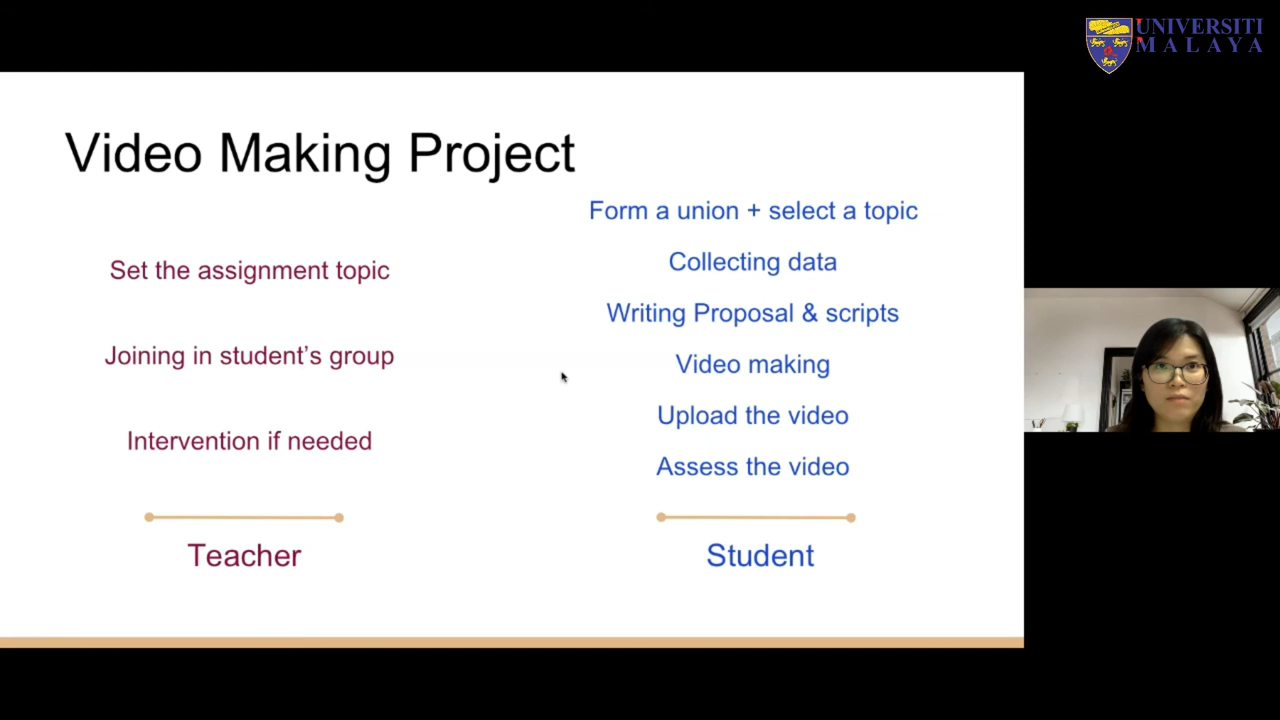 UNIVERSITI
MALAYA
Video Making Project
Set the assignment topic
Joining in student’s group
Intervention if needed
Teacher
Form a union + select a topic
Collecting data
Writing Proposal & scripts
Video making
Upload the video
Assess the video
Student